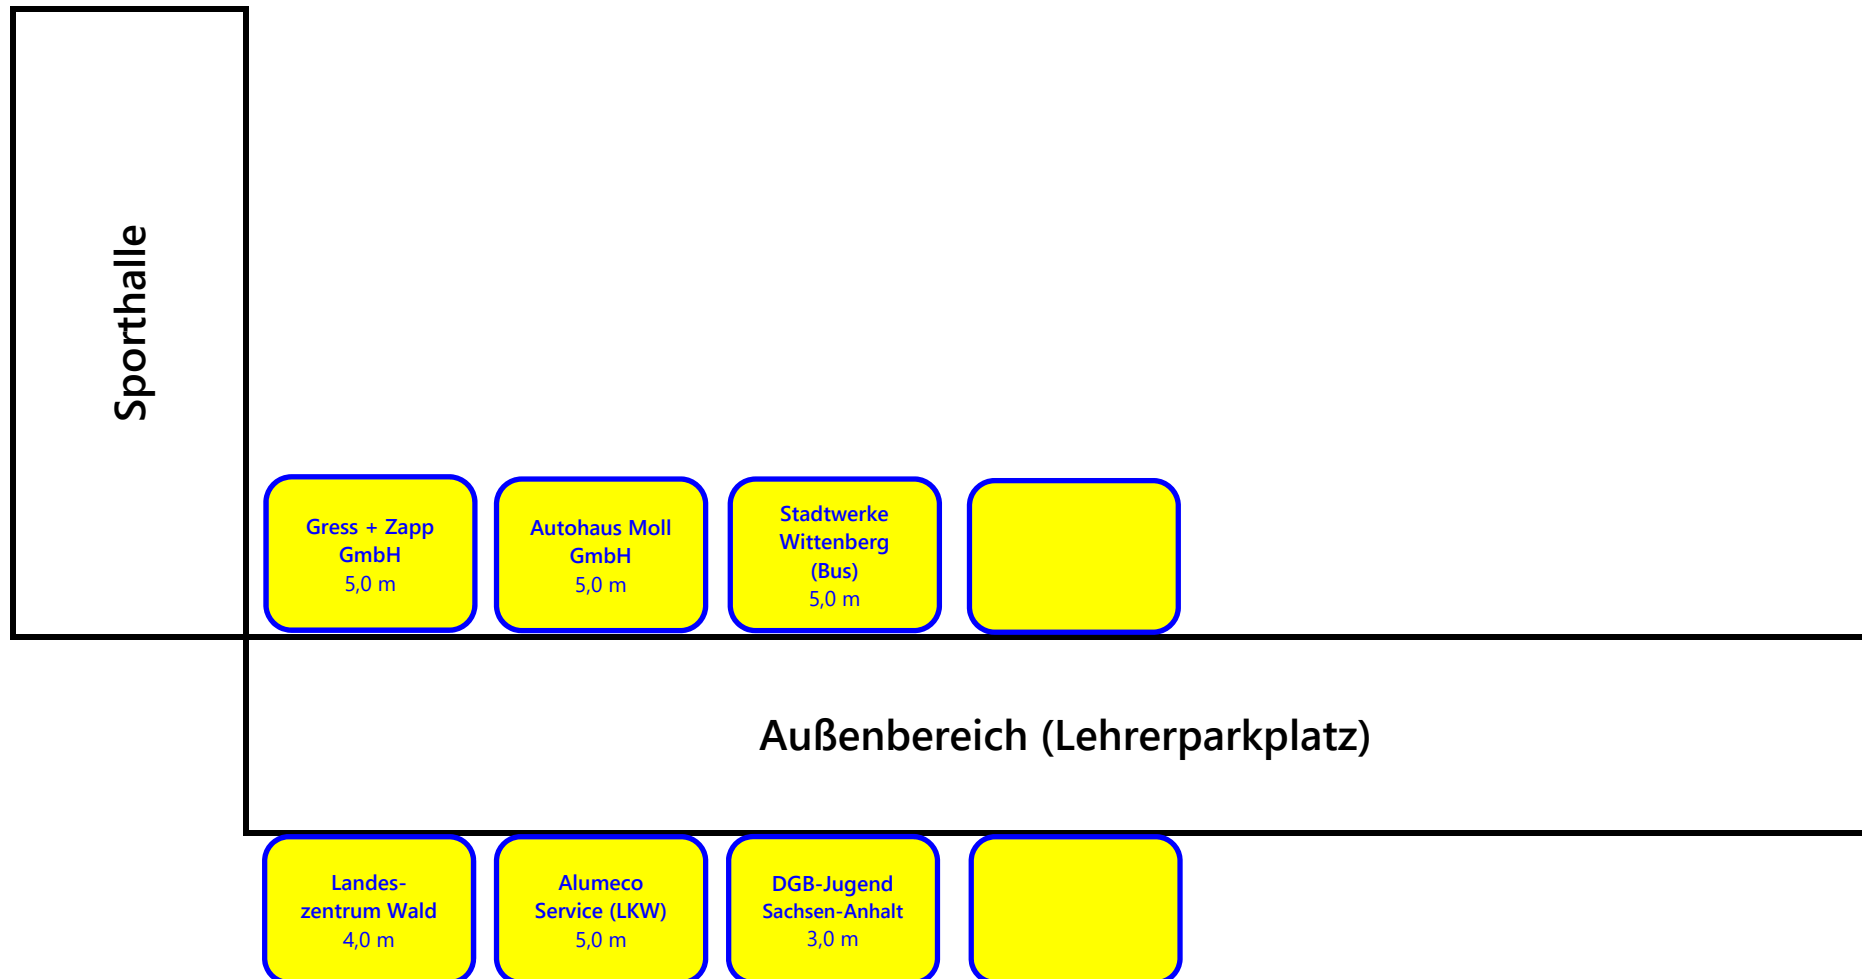 Sporthalle
Gress + Zapp
GmbH
5,0 m
Autohaus Moll
GmbH
5,0 m
Stadtwerke
Wittenberg
(Bus)
5,0 m
Außenbereich (Lehrerparkplatz)
Landes-
zentrum Wald
4,0 m
Alumeco
Service (LKW)
5,0 m
DGB-Jugend
Sachsen-Anhalt
3,0 m